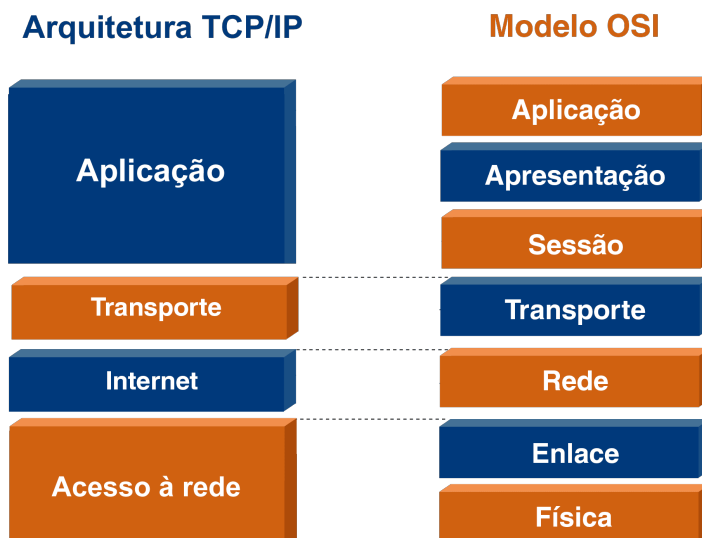 Arquitetura TCP/IP
Modelo OSI
Aplicação
Transporte
Internet
Acesso à rede
Aplicação
Apresentação
Sessão
Transporte
Rede
Enlace
Física